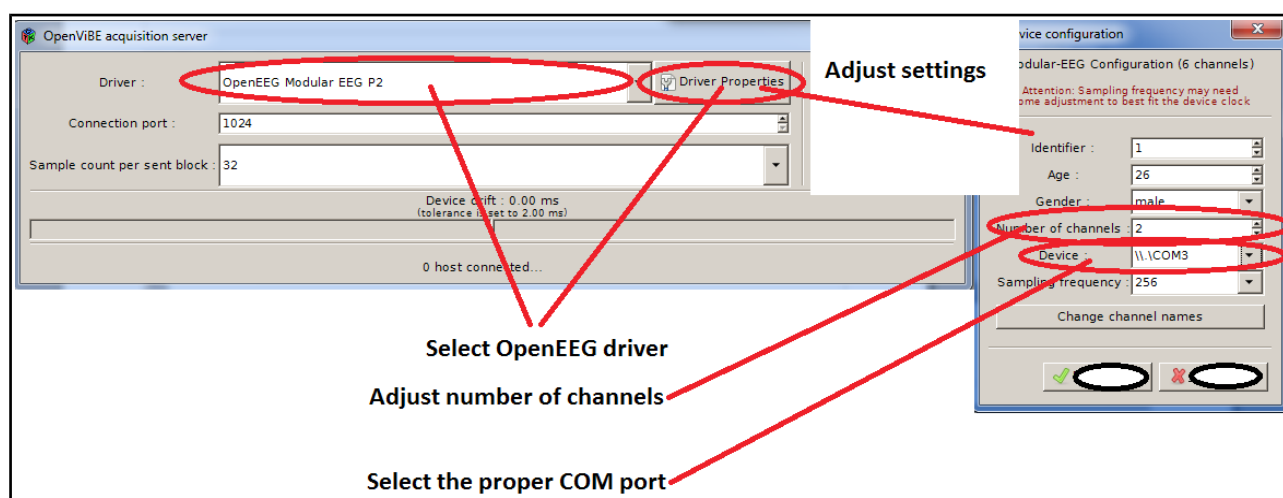 OpenViBE acquisition server
Driver :
OpenEEG Modular EEG P2
Driver Properties
Connection port :
1024
Sample count per sent block :
32
Device drift : 0.00 ms
(tolerance is set to 2.00 ms)
0 host connected...
Adjust settings
vice configuration
odular-EEG Configuration (6 channels)
Attention: Sampling frequency may need
ome adjustment to best fit the device clock
Identifier :
1
Age :
26
Gender :
male
Number of channels :
2
Device :
\\.\COM3
Sampling frequency :
256
Change channel names
Select OpenEEG driver
Adjust number of channels
Select the proper COM port